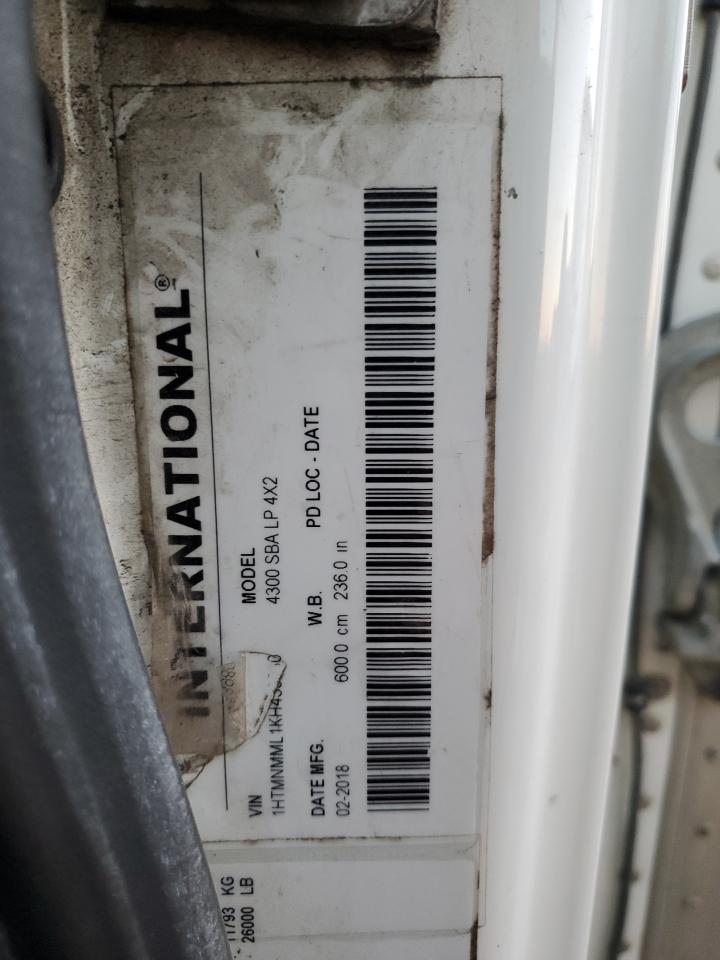 INTERNATIONAL®
VIN MODEL
4300 SBA LP 4X2
DATE MFG. W.B. PD LOC - DATE
02-2018 600.0 cm 236.0 in
11793 KG
26000 LB